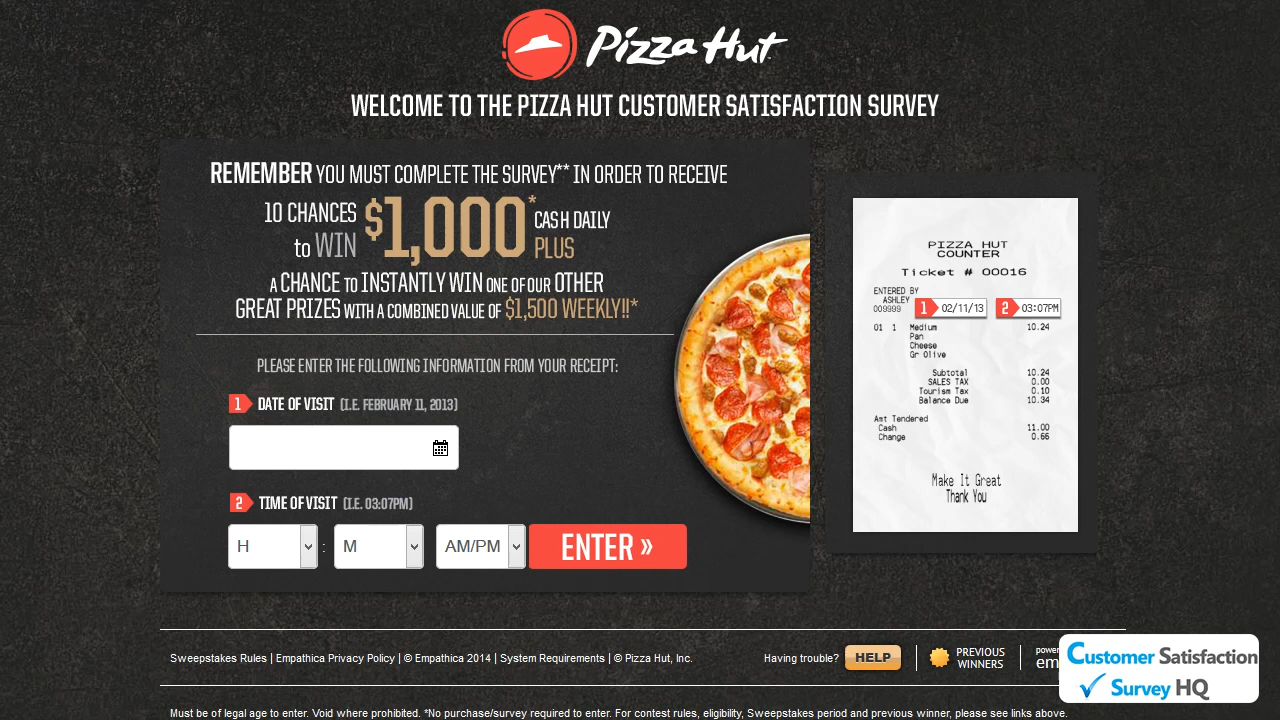 Pizza Hut
WELCOME TO THE PIZZA HUT CUSTOMER SATISFACTION SURVEY
REMEMBER YOU MUST COMPLETE THE SURVEY** IN ORDER TO RECEIVE
10 CHANCES to WIN $1,000* CASH DAILY PLUS
A CHANCE TO INSTANTLY WIN ONE OF OUR OTHER
GREAT PRIZES WITH A COMBINED VALUE OF $1,500 WEEKLY!!*
PLEASE ENTER THE FOLLOWING INFORMATION FROM YOUR RECEIPT:
1 DATE OF VISIT (I.E. FEBRUARY 11, 2013)
2 TIME OF VISIT (I.E. 03:07PM)
H : M AM/PM ENTER »
PIZZA HUT
COUNTER
Ticket # 00016
ENTERED BY
ASHLEY
009999 1 02/11/13 2 03:07PM
01 1 Medium 10.24
Pan
Cheese
Gr Olive
Subtotal 10.24
SALES TAX 0.00
Tourism Tax 0.10
Balance Due 10.34
Amt Tendered
Cash 11.00
Change 0.66
Make It Great
Thank You
Sweepstakes Rules | Empathica Privacy Policy | © Empathica 2014 | System Requirements | © Pizza Hut, Inc.
Having trouble? HELP
PREVIOUS
WINNERS
Customer Satisfaction
Survey HQ
Must be of legal age to enter. Void where prohibited. *No purchase/survey required to enter. For contest rules, eligibility, Sweepstakes period and previous winner, please see links above.